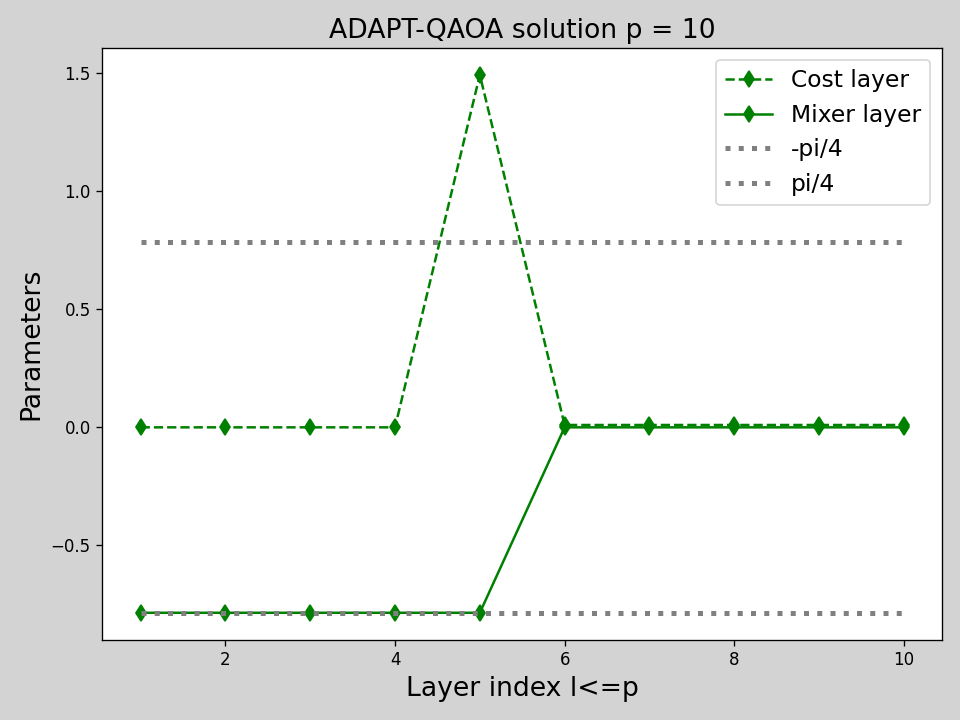 ADAPT-QAOA solution p = 10
Cost layer
Mixer layer
-pi/4
pi/4
Parameters
1.5
1.0
0.5
0.0
−0.5
2 4 6 8 10
Layer index l<=p